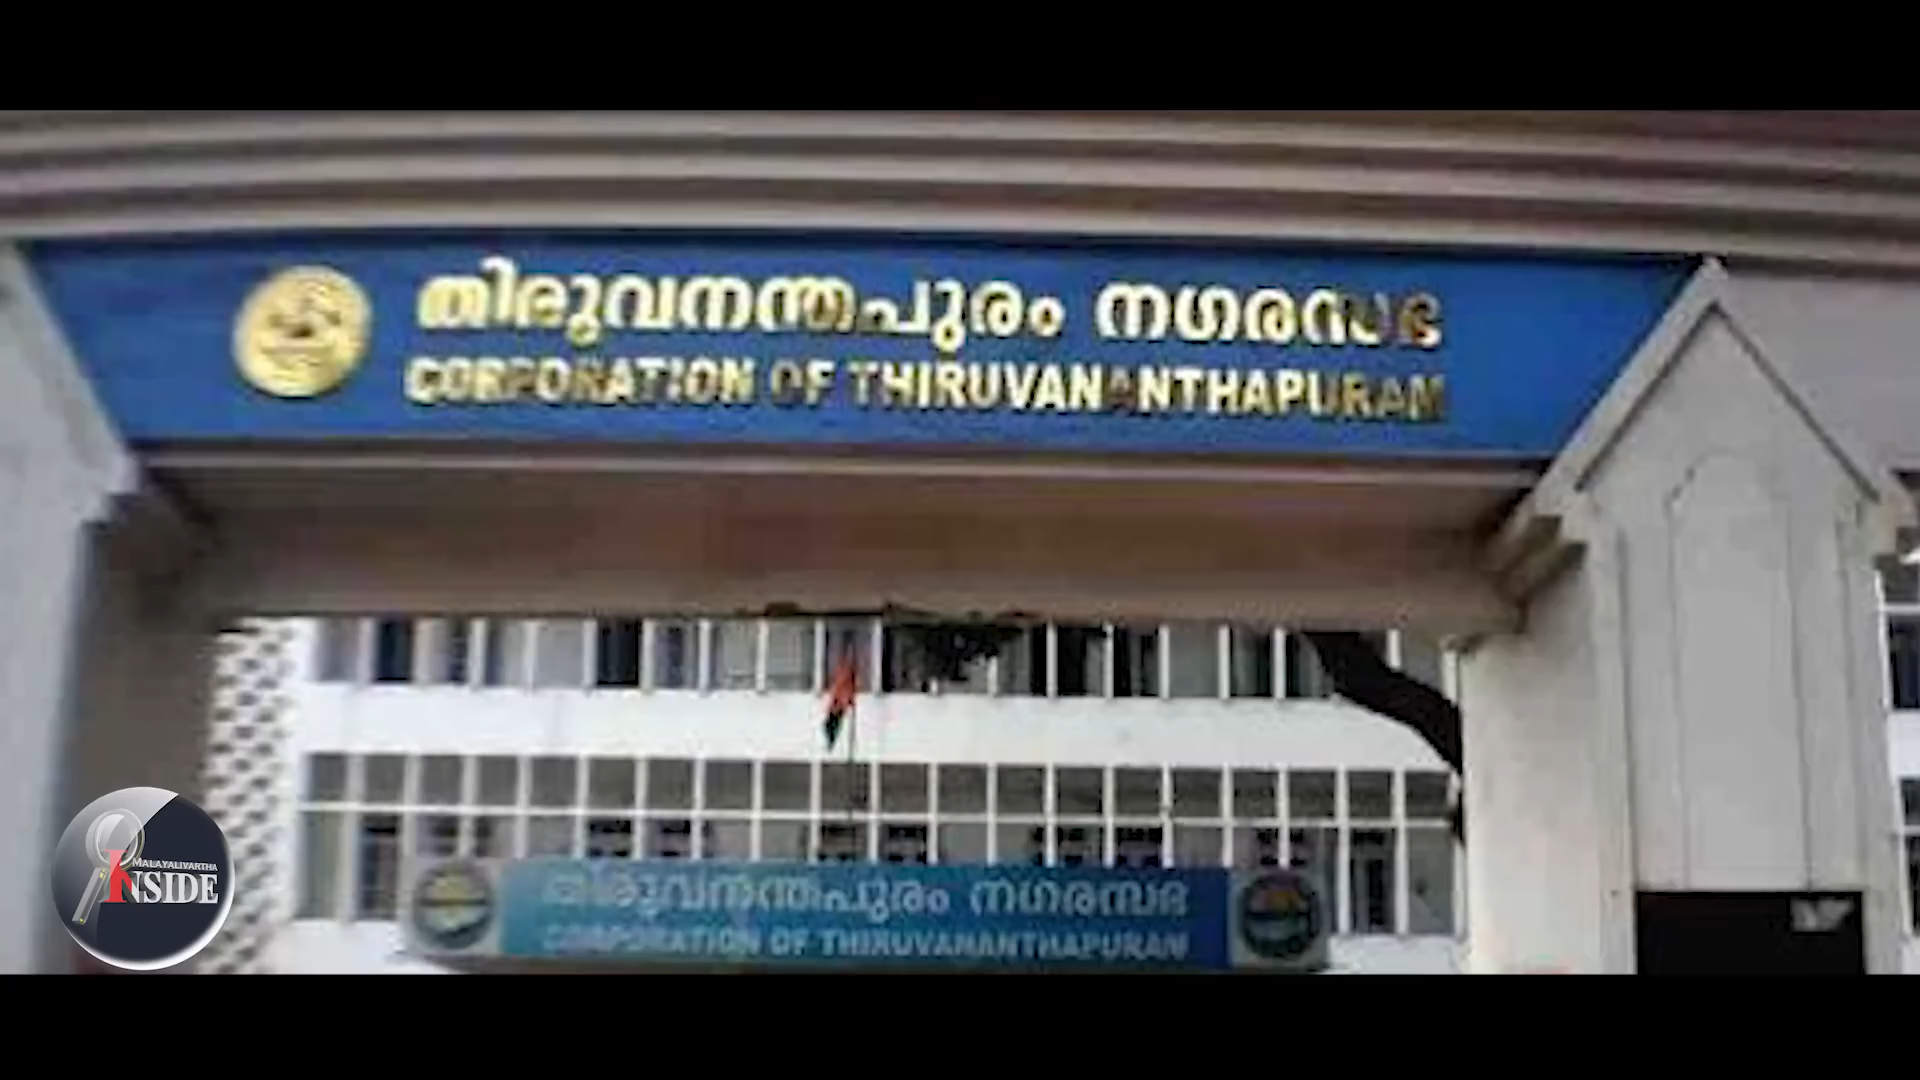 തിരുവനന്തപുരം നഗരസഭ
CORPORATION OF THIRUVANANTHAPURAM
തിരുവനന്തപുരം നഗരസഭ
CORPORATION OF THIRUVANANTHAPURAM
MALAYALIVARTHA
INSIDE